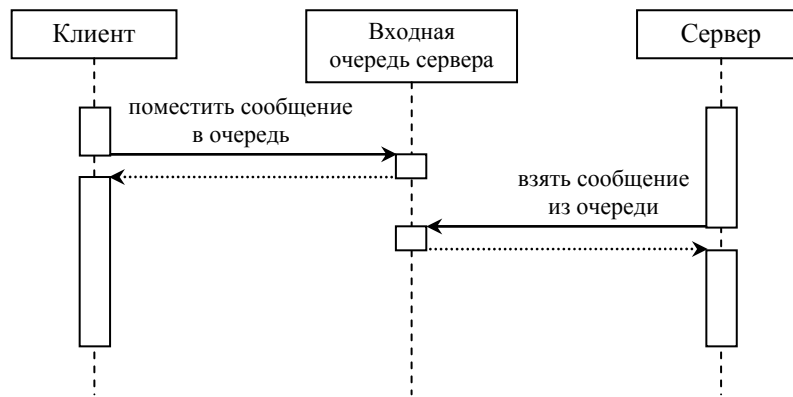 Клиент
Входная
очередь сервера
Сервер
поместить сообщение
в очередь
взять сообщение
из очереди